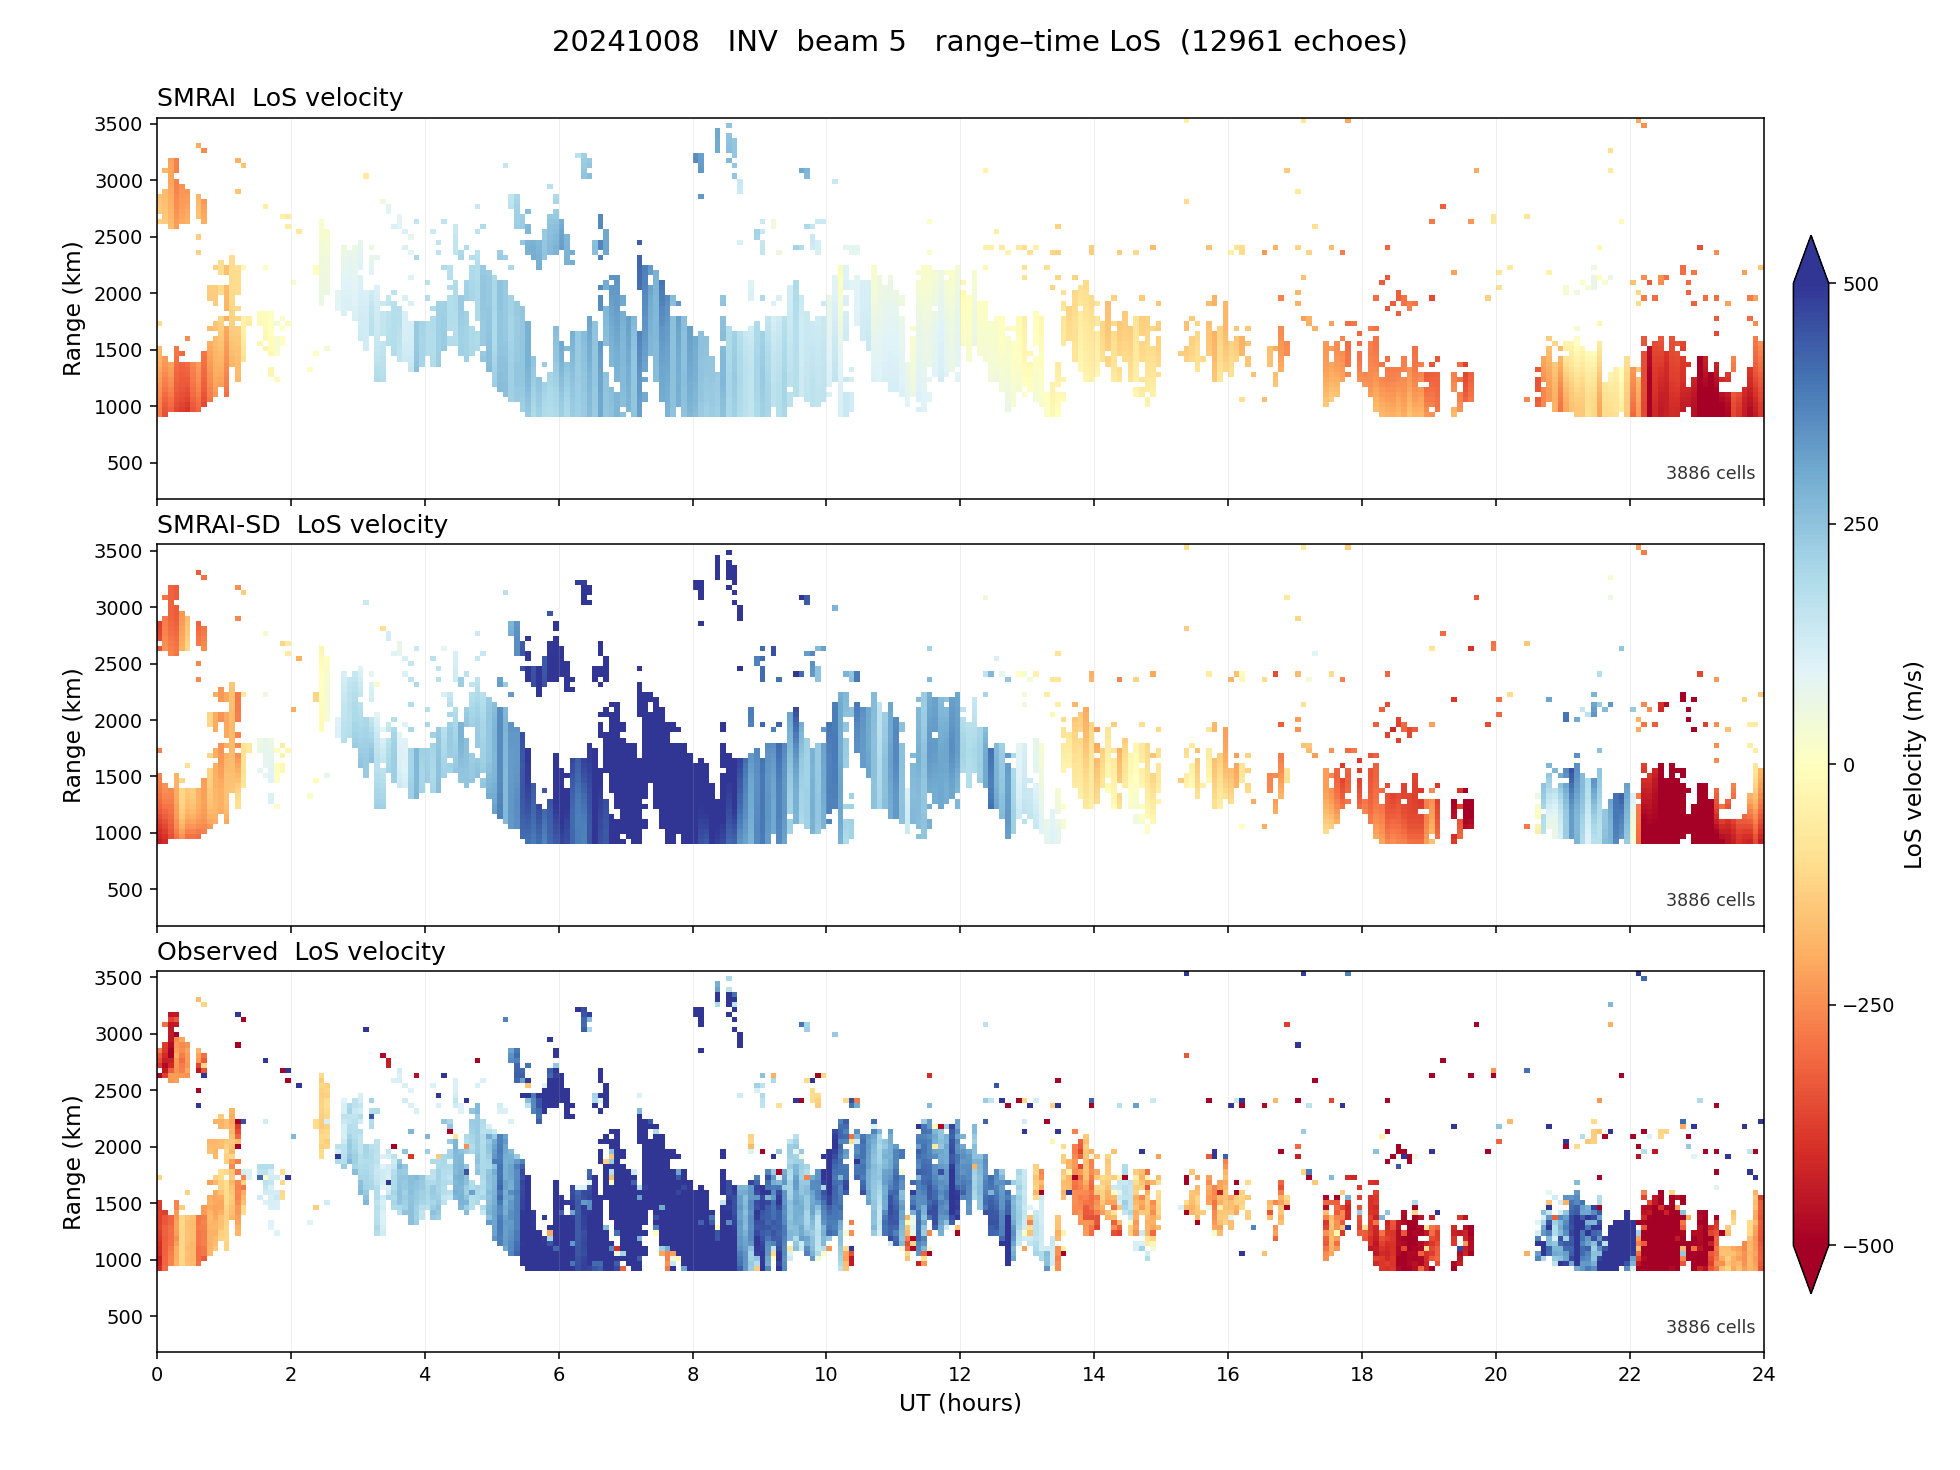 20241008 INV beam 5 range–time LoS (12961 echoes)
SMRAI LoS velocity
3500
3000
2500
2000
1500
1000
500
Range (km)
3886 cells
SMRAI-SD LoS velocity
3500
3000
2500
2000
1500
1000
500
Range (km)
3886 cells
Observed LoS velocity
3500
3000
2500
2000
1500
1000
500
Range (km)
3886 cells
0 2 4 6 8 10 12 14 16 18 20 22 24
UT (hours)
500
250
0
−250
−500
LoS velocity (m/s)